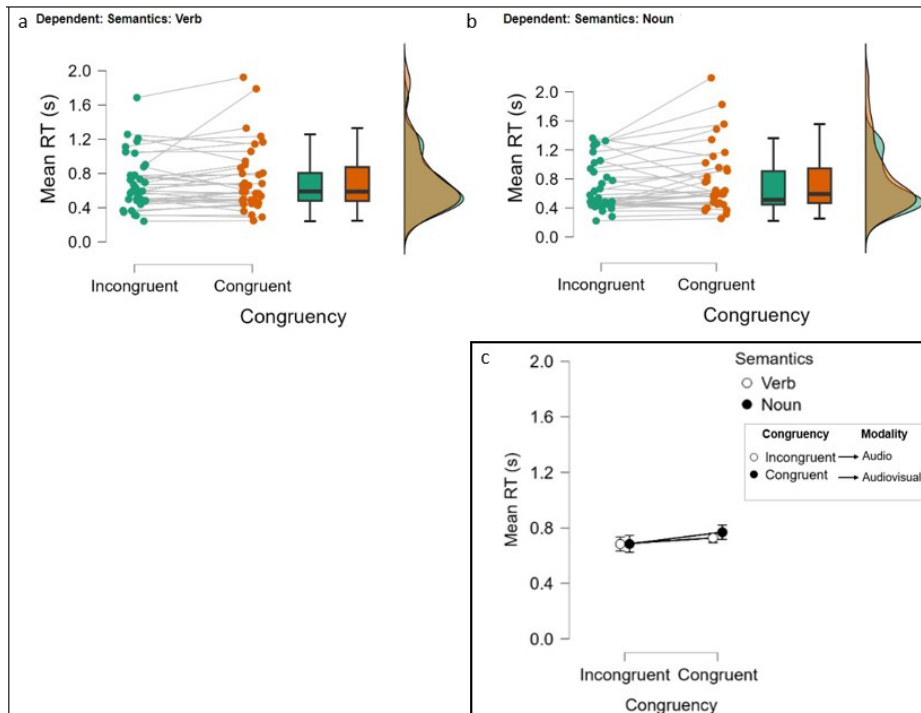 a Dependent: Semantics: Verb
Mean RT (s)
2.0
1.6
1.2
0.8
0.4
0.0
Incongruent Congruent
Congruency
b Dependent: Semantics: Noun
Mean RT (s)
2.0
1.6
1.2
0.8
0.4
0.0
Incongruent Congruent
Congruency
c
Semantics
Verb
Noun
Congruency Modality
Incongruent Audio
Congruent Audiovisual
Mean RT (s)
2.0
1.6
1.2
0.8
0.4
0.0
Incongruent Congruent
Congruency